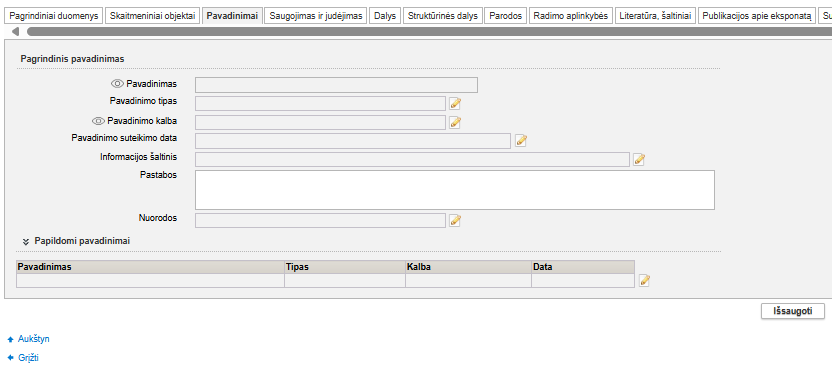 Pagrindiniai duomenys Skaitmeniniai objektai Pavadinimai Saugojimas ir judėjimas Dalys Struktūrinės dalys Parodos Radimo aplinkybės Literatūra, šaltiniai Publikacijos apie eksponatą Su
Pagrindinis pavadinimas
Pavadinimas
Pavadinimo tipas
Pavadinimo kalba
Pavadinimo suteikimo data
Informacijos šaltinis
Pastabos
Nuorodos
Papildomi pavadinimai
Pavadinimas Tipas Kalba Data
Išsaugoti
Aukštyn
Grįžti